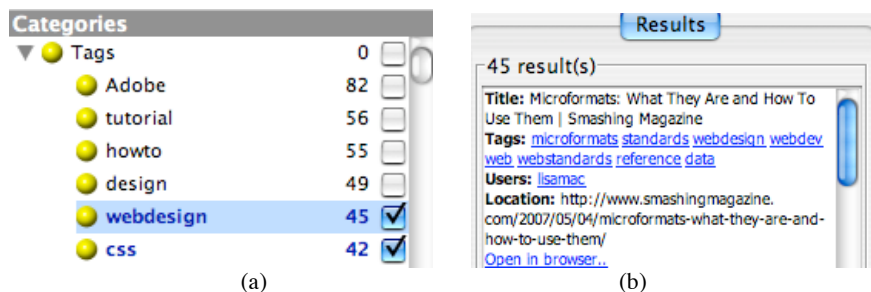 Categories
Tags 0
Adobe 82
tutorial 56
howto 55
design 49
webdesign 45
css 42
(a)
Results
45 result(s)
Title: Microformats: What They Are and How To
Use Them | Smashing Magazine
Tags: microformats standards webdesign webdev
web webstandards reference data
Users: lisamac
Location: http://www.smashingmagazine.
com/2007/05/04/microformats-what-they-are-and-
how-to-use-them/
Open in browser..
(b)